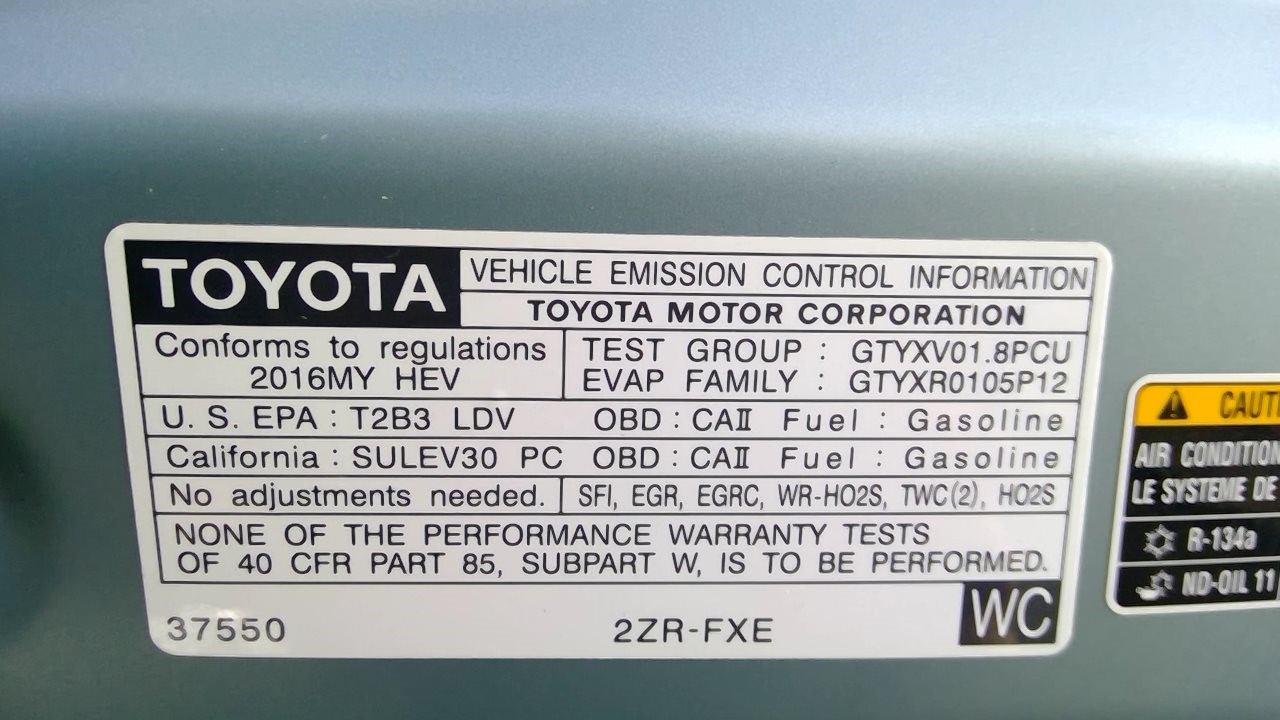 TOYOTA
VEHICLE EMISSION CONTROL INFORMATION
TOYOTA MOTOR CORPORATION
Conforms to regulations
2016MY HEV
TEST GROUP : GTYXV01.8PCU
EVAP FAMILY : GTYXR0105P12
U. S. EPA : T2B3 LDV OBD : CAⅡ Fuel : Gasoline
California : SULEV30 PC OBD : CAⅡ Fuel : Gasoline
No adjustments needed. SFI, EGR, EGRC, WR-HO2S, TWC(2), HO2S
NONE OF THE PERFORMANCE WARRANTY TESTS
OF 40 CFR PART 85, SUBPART W, IS TO BE PERFORMED.
37550 2ZR-FXE WC
CAUT
AIR CONDITION
LE SYSTEME DE
R-134a
ND-OIL 11